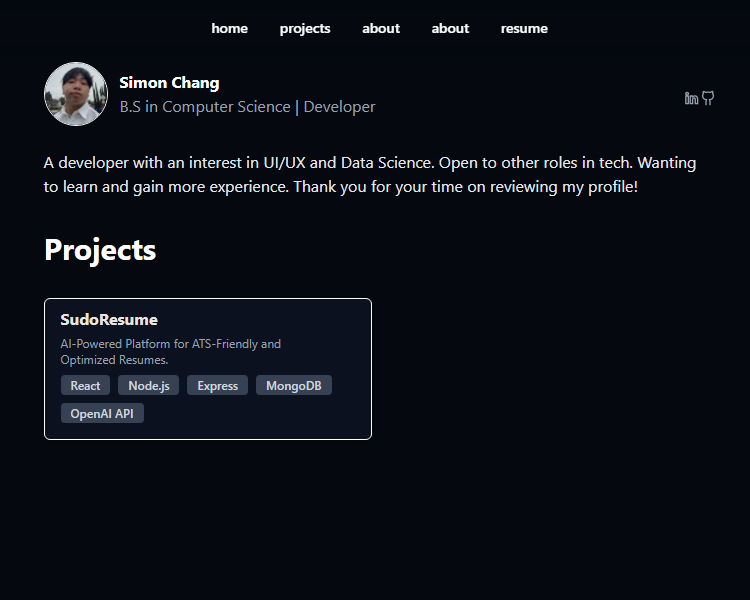 home projects about about resume
Simon Chang
B.S in Computer Science | Developer
in
A developer with an interest in UI/UX and Data Science. Open to other roles in tech. Wanting
to learn and gain more experience. Thank you for your time on reviewing my profile!
Projects
SudoResume
AI-Powered Platform for ATS-Friendly and
Optimized Resumes.
React Node.js Express MongoDB
OpenAI API